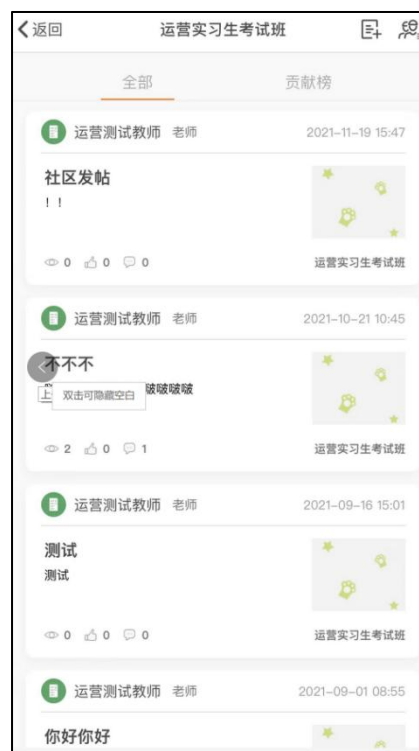 返回 运营实习生考试班
全部 贡献榜
运营测试教师 老师 2021-11-19 15:47
社区发帖
！！
0 0 0 运营实习生考试班
运营测试教师 老师 2021-10-21 10:45
不不不
上 双击可隐藏空白 啵啵啵啵
2 0 1 运营实习生考试班
运营测试教师 老师 2021-09-16 15:01
测试
测试
0 0 0 运营实习生考试班
运营测试教师 老师 2021-09-01 08:55
你好你好